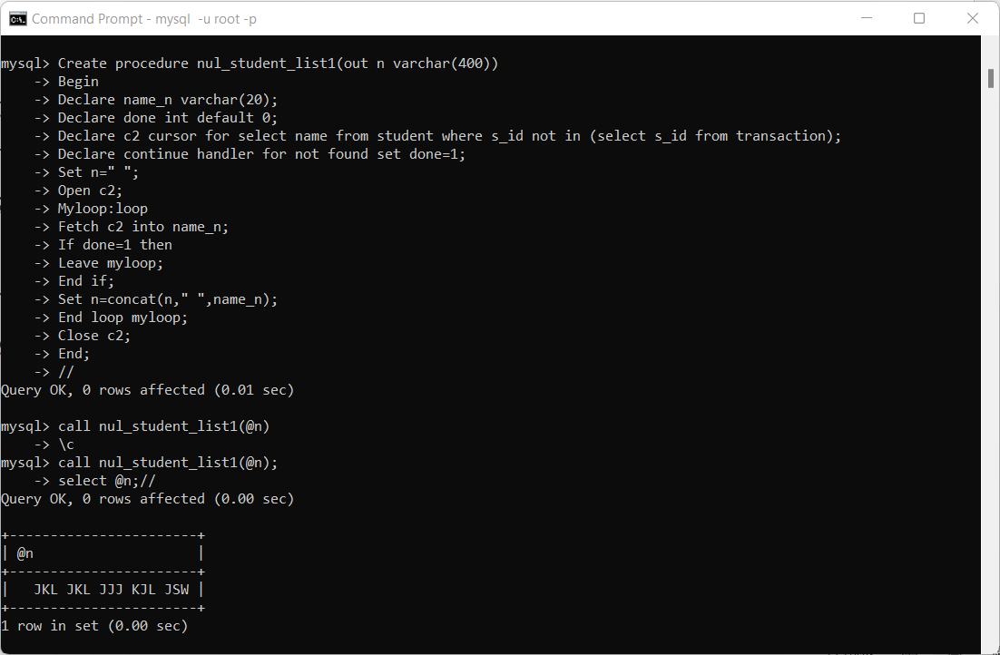 Command Prompt - mysql  -u root -p
mysql> Create procedure nul_student_list1(out n varchar(400))
    -> Begin
    -> Declare name_n varchar(20);
    -> Declare done int default 0;
    -> Declare c2 cursor for select name from student where s_id not in (select s_id from transaction);
    -> Declare continue handler for not found set done=1;
    -> Set n=" ";
    -> Open c2;
    -> Myloop:loop
    -> Fetch c2 into name_n;
    -> If done=1 then
    -> Leave myloop;
    -> End if;
    -> Set n=concat(n," ",name_n);
    -> End loop myloop;
    -> Close c2;
    -> End;
    -> //
Query OK, 0 rows affected (0.01 sec)
mysql> call nul_student_list1(@n)
    -> \c
mysql> call nul_student_list1(@n);
    -> select @n;//
Query OK, 0 rows affected (0.00 sec)
+-----------------------+
| @n                    |
+-----------------------+
|   JKL JKL JJJ KJL JSW |
+-----------------------+
1 row in set (0.00 sec)